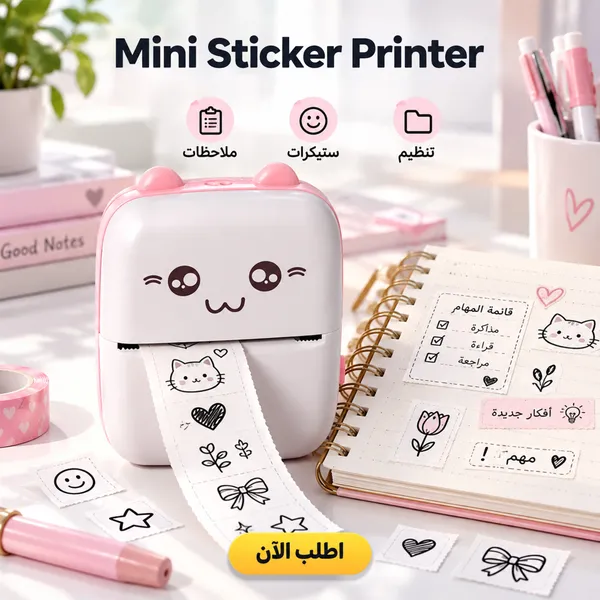 Mini Sticker Printer
ملاحظات
ستيكرات
تنظيم
Good Notes
قائمة المهام
مذاكرة
قراءة
مراجعة
أفكار جديدة
مهم !
اطلب الآن